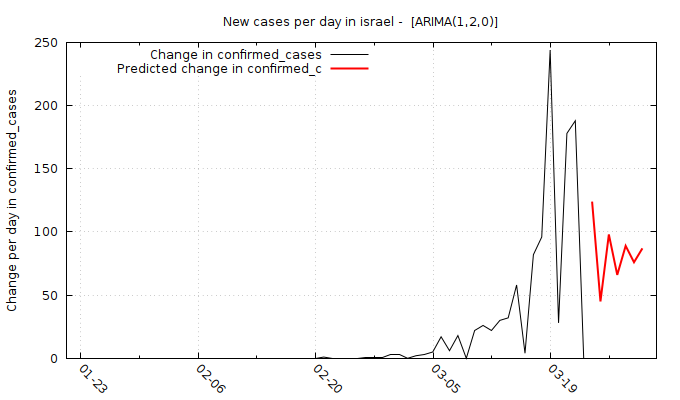 New cases per day in israel -  [ARIMA(1,2,0)]
Change in confirmed_cases
Predicted change in confirmed_c
Change per day in confirmed_cases
250
200
150
100
50
0
01-23
02-06
02-20
03-05
03-19